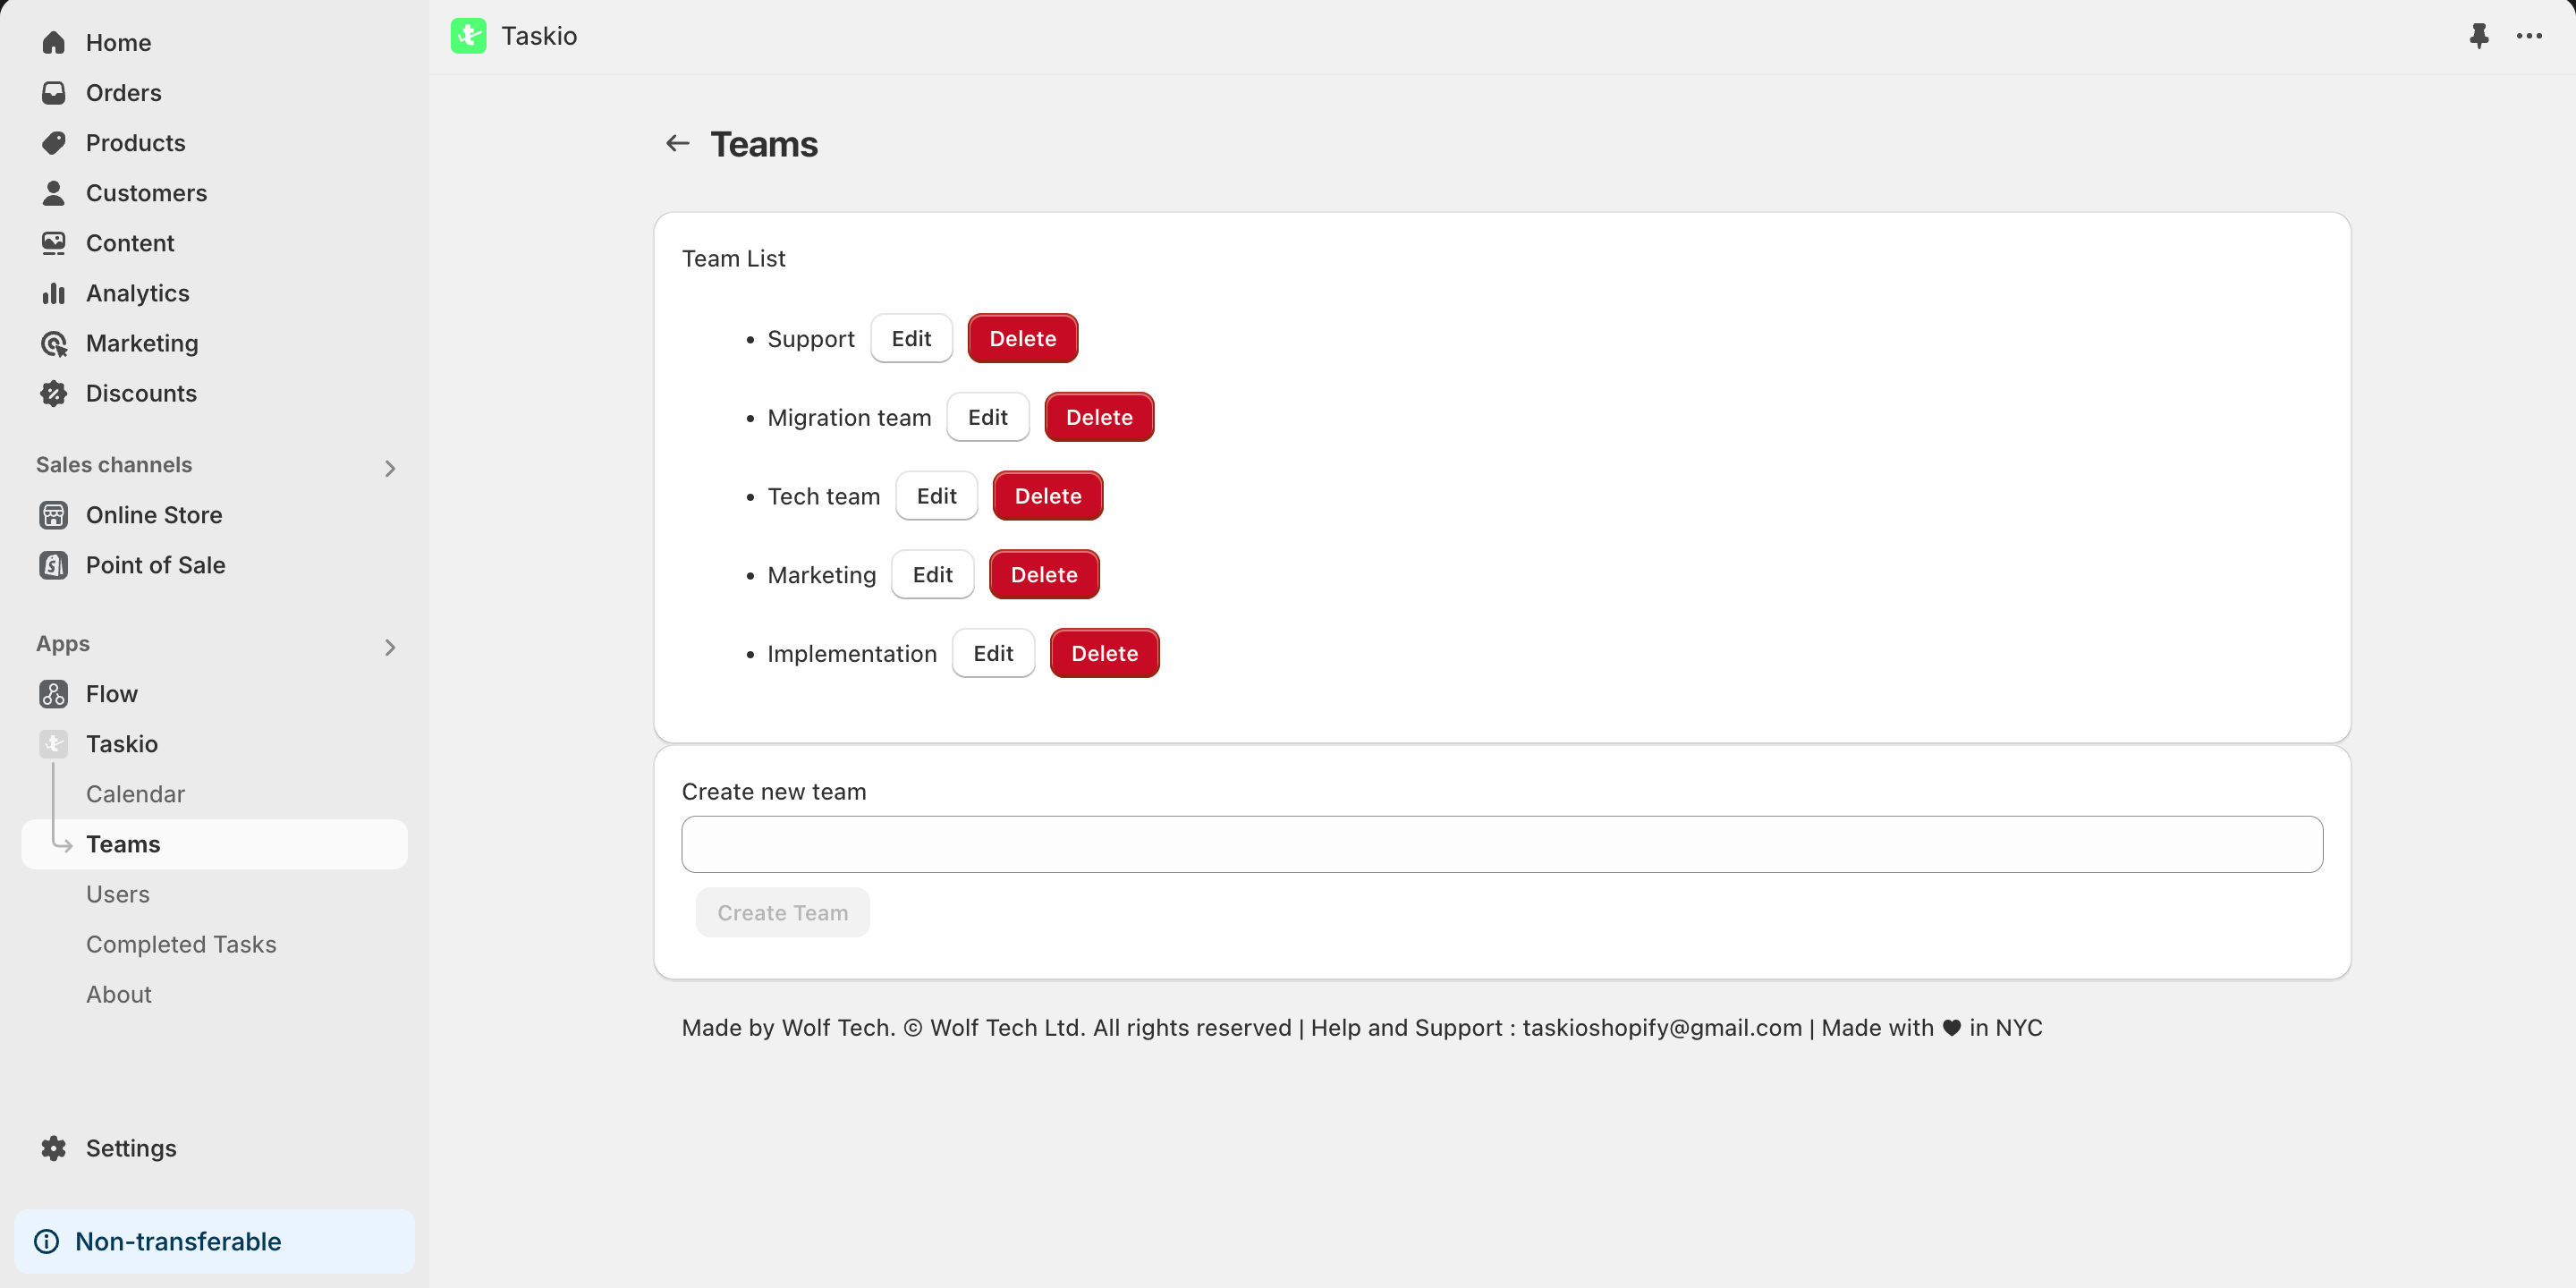 Home
Orders
Products
Customers
Content
Analytics
Marketing
Discounts
Sales channels
Online Store
Point of Sale
Apps
Flow
Taskio
Calendar
Teams
Users
Completed Tasks
About
Settings
Non-transferable
Taskio
Teams
Team List
• Support Edit Delete
• Migration team Edit Delete
• Tech team Edit Delete
• Marketing Edit Delete
• Implementation Edit Delete
Create new team
Create Team
Made by Wolf Tech. © Wolf Tech Ltd. All rights reserved | Help and Support : taskioshopify@gmail.com | Made with ♥ in NYC